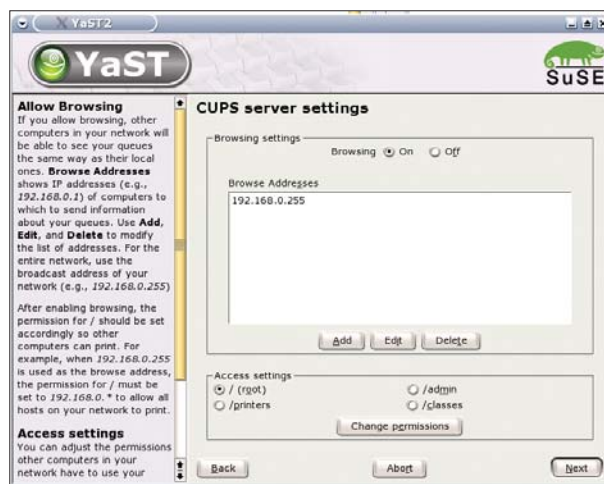 YaST2
YaST
SuSE
Allow Browsing
If you allow browsing, other
computers in your network will
be able to see your queues
the same way as their local
ones. Browse Addresses
shows IP addresses (e.g.,
192.168.0.1) of computers to
which to send information
about your queues. Use Add,
Edit, and Delete to modify
the list of addresses. For the
entire network, use the
broadcast address of your
network (e.g., 192.168.0.255)
After enabling browsing, the
permission for / should be set
accordingly so other
computers can print. For
example, when 192.168.0.255
is used as the browse address,
the permission for / must be
set to 192.168.0.* to allow all
hosts on your network to print.
Access settings
You can adjust the permissions
other computers in your
network have to use your
CUPS server settings
Browsing settings
Browsing On Off
Browse Addresses
192.168.0.255
Add Edit Delete
Access settings
/ (root) /admin
/printers /classes
Change permissions
Back Abort Next